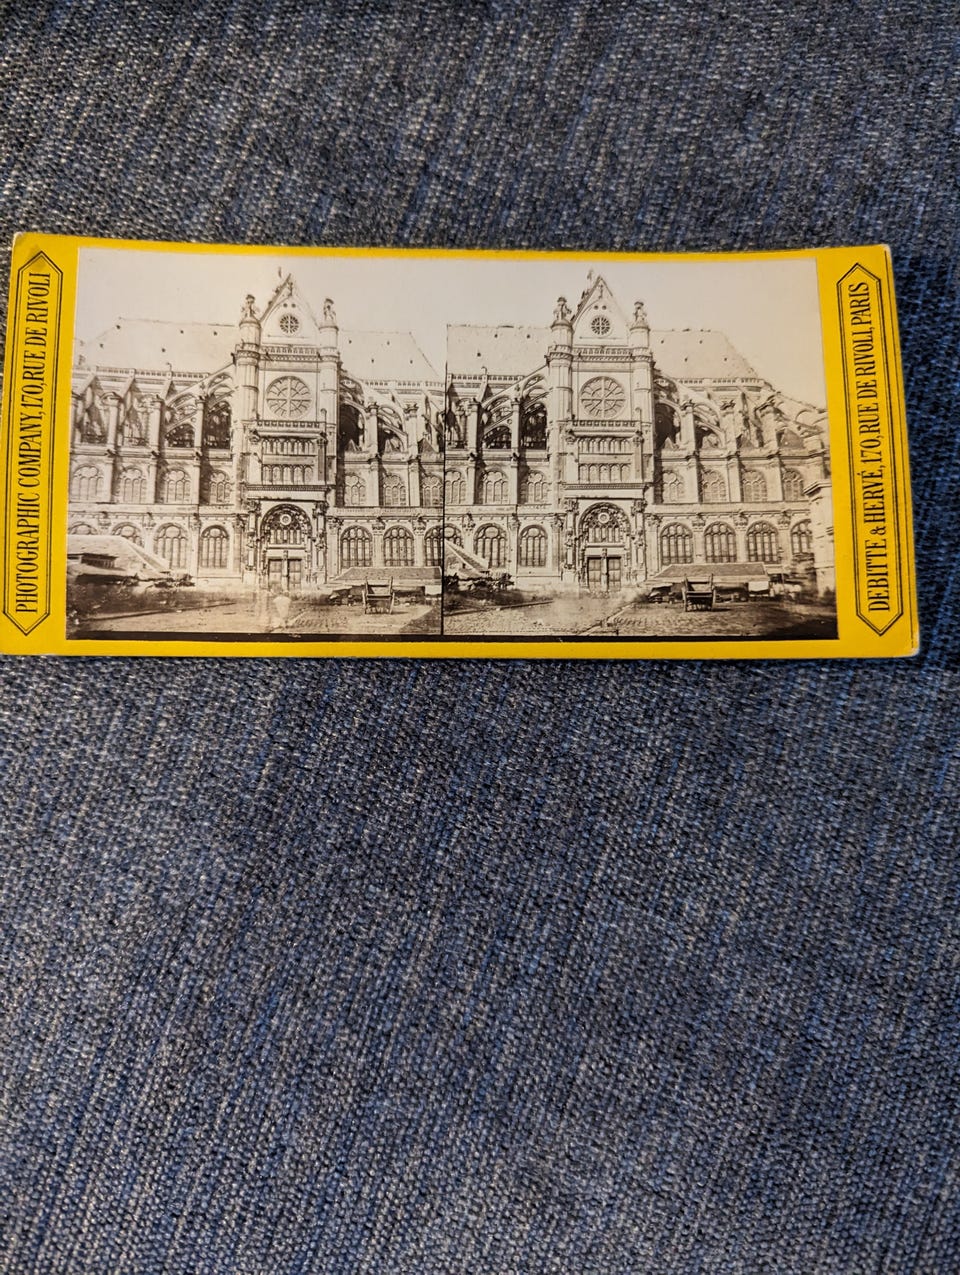 PHOTOGRAPHIC COMPANY, 170, RUE DE RIVOLI
DEBITTE & HERVÉ, 170, RUE DE RIVOLI, PARIS